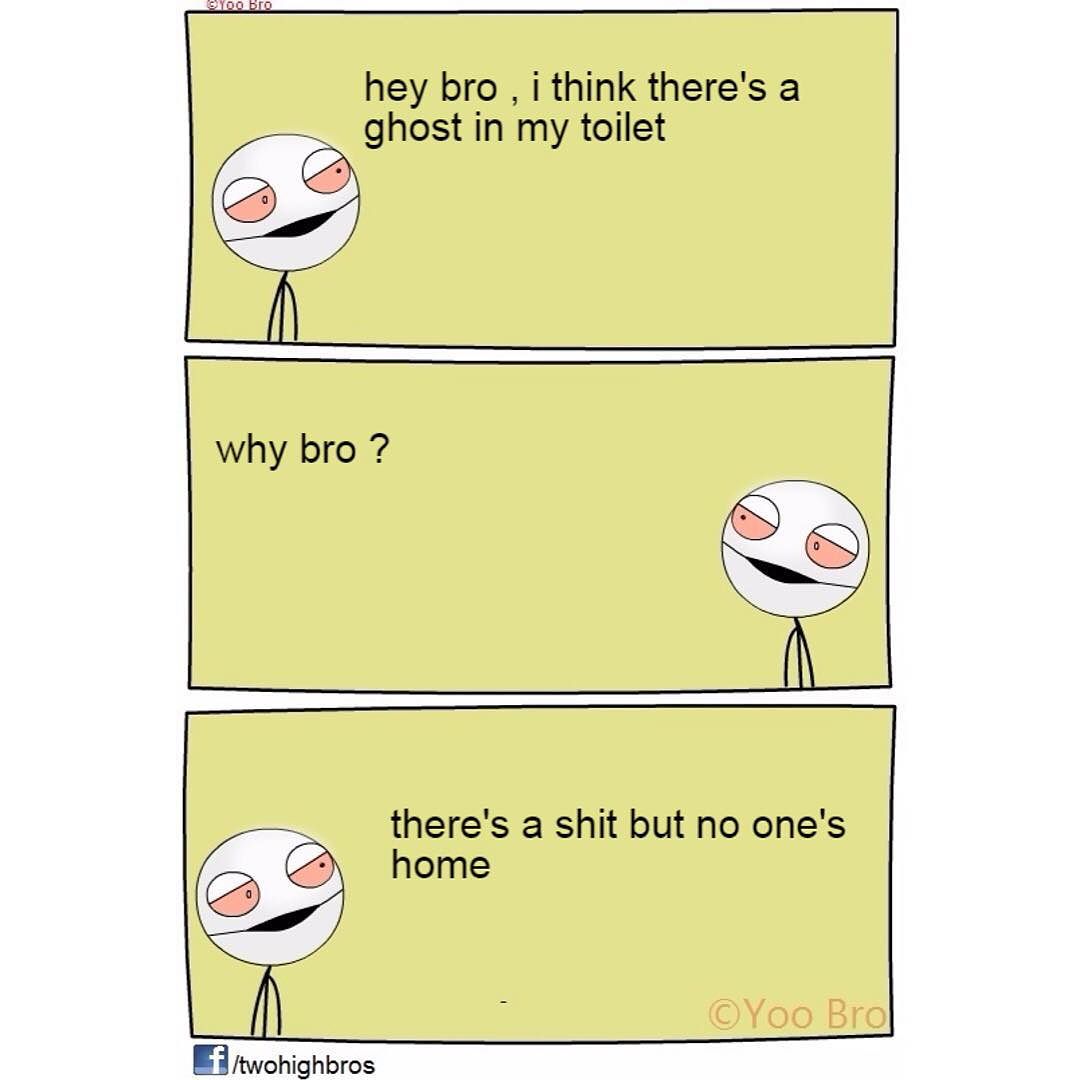 ©Yoo Bro
hey bro , i think there's a
ghost in my toilet
why bro ?
there's a shit but no one's
home
-
©Yoo Bro
f /twohighbros